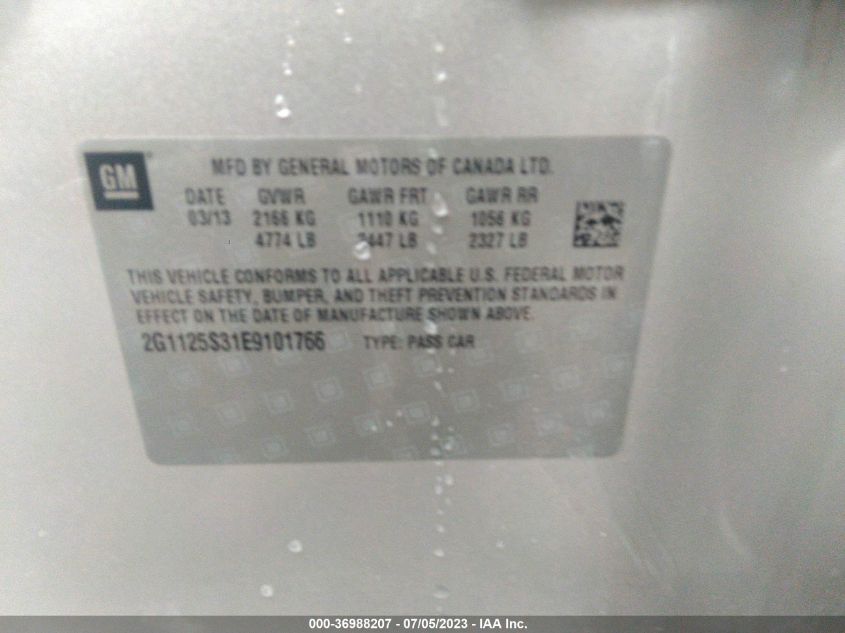 GM ®
MFD BY GENERAL MOTORS OF CANADA LTD.
DATE GVWR GAWR FRT GAWR RR
03/13 2166 KG 1110 KG 1056 KG
4774 LB 2447 LB 2327 LB
THIS VEHICLE CONFORMS TO ALL APPLICABLE U.S. FEDERAL MOTOR
VEHICLE SAFETY, BUMPER, AND THEFT PREVENTION STANDARDS IN
EFFECT ON THE DATE OF MANUFACTURE SHOWN ABOVE.
2G1125S31E9101766 TYPE: PASS CAR
000-36988207 - 07/05/2023 - IAA Inc.